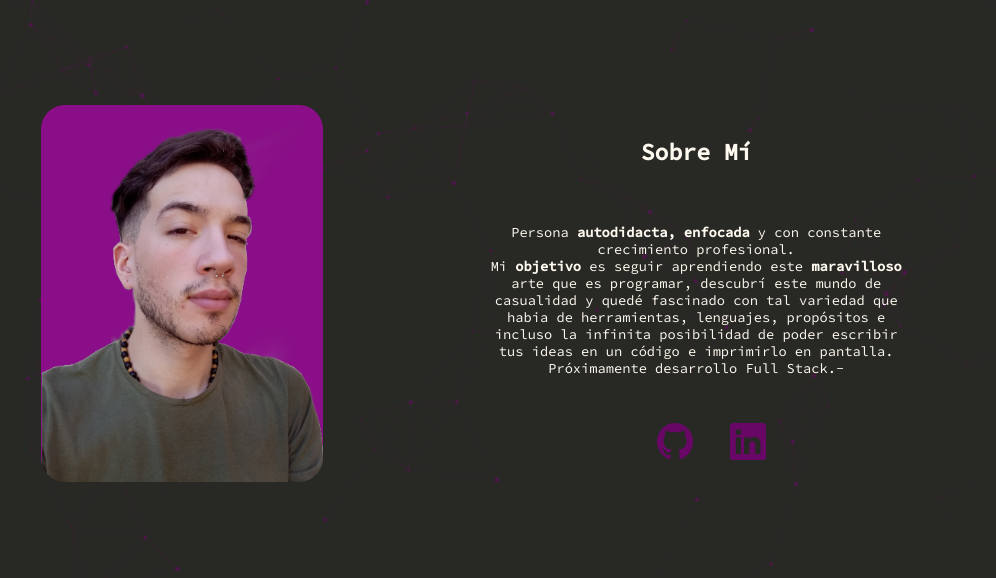 Sobre Mí
Persona autodidacta, enfocada y con constante
crecimiento profesional.
Mi objetivo es seguir aprendiendo este maravilloso
arte que es programar, descubrí este mundo de
casualidad y quedé fascinado con tal variedad que
habia de herramientas, lenguajes, propósitos e
incluso la infinita posibilidad de poder escribir
tus ideas en un código e imprimirlo en pantalla.
Próximamente desarrollo Full Stack.-
in